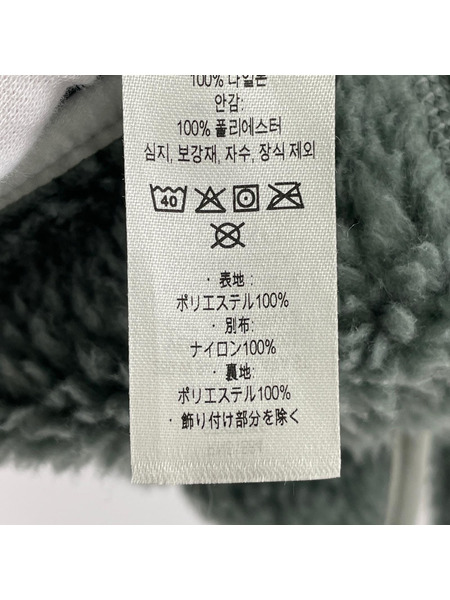 100% 나일론
안감:
100% 폴리에스터
심지, 보강재, 자수, 장식 제외
40
· 表地 :
ポリエステル100%
· 別布:
ナイロン100%
· 裏地:
ポリエステル100%
· 飾り付け部分を除く